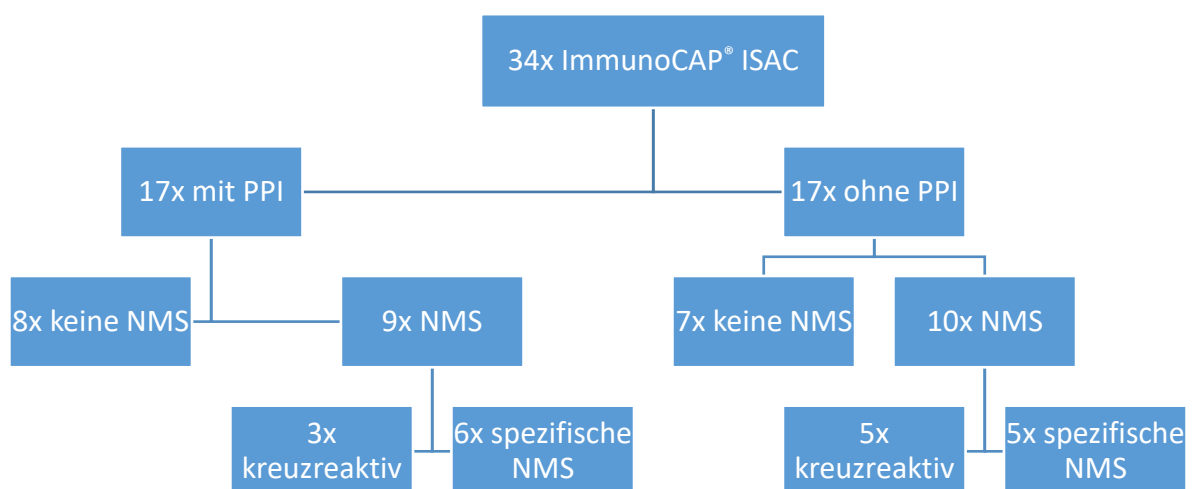 34x ImmunoCAP® ISAC
17x mit PPI
17x ohne PPI
8x keine NMS
9x NMS
7x keine NMS
10x NMS
3x
kreuzreaktiv
6x spezifische
NMS
5x
kreuzreaktiv
5x spezifische
NMS